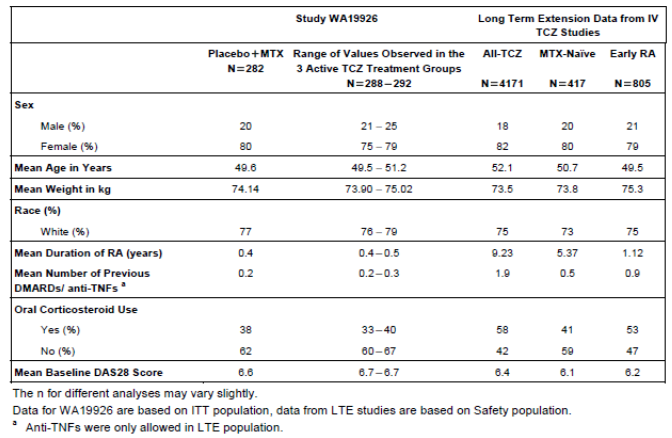 Study WA19926 Long Term Extension Data from IV
TCZ Studies
Placebo+MTX Range of Values Observed in the All-TCZ MTX-Naïve Early RA
N=282 3 Active TCZ Treatment Groups
N=288–292 N=4171 N=417 N=805
Sex
Male (%) 20 21 – 25 18 20 21
Female (%) 80 75 – 79 82 80 79
Mean Age in Years 49.6 49.5 – 51.2 52.1 50.7 49.5
Mean Weight in kg 74.14 73.90 – 75.02 73.5 73.8 75.3
Race (%)
White (%) 77 76 – 79 75 73 75
Mean Duration of RA (years) 0.4 0.4–0.5 9.23 5.37 1.12
Mean Number of Previous 0.2 0.2–0.3 1.9 0.5 0.9
DMARDs/ anti-TNFs a
Oral Corticosteroid Use
Yes (%) 38 33–40 58 41 53
No (%) 62 60–67 42 59 47
Mean Baseline DAS28 Score 6.6 6.7–6.7 6.4 6.1 6.2
The n for different analyses may vary slightly.
Data for WA19926 are based on ITT population, data from LTE studies are based on Safety population.
a Anti-TNFs were only allowed in LTE population.